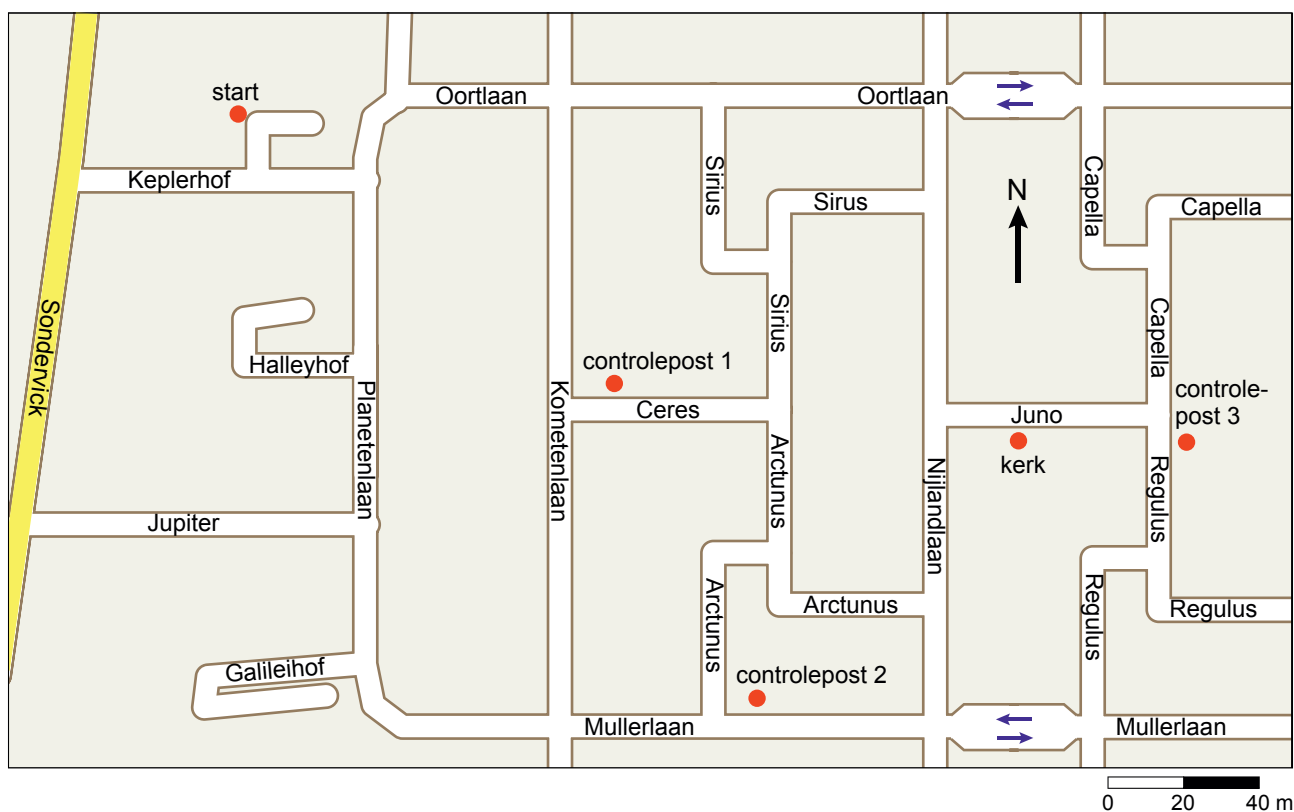 start
Oortlaan
Oortlaan
Keplerhof
Sirius
Sirus
Capella
Capella
N
Sondervick
Sirius
Capella
Halleyhof
controlepost 1
Planetenlaan
Kometenlaan
Ceres
Juno
controle-
post 3
Arctunus
Nijlandlaan
kerk
Regulus
Jupiter
Arctunus
Arctunus
Regulus
Regulus
Galileihof
controlepost 2
Mullerlaan
Mullerlaan
0 20 40 m